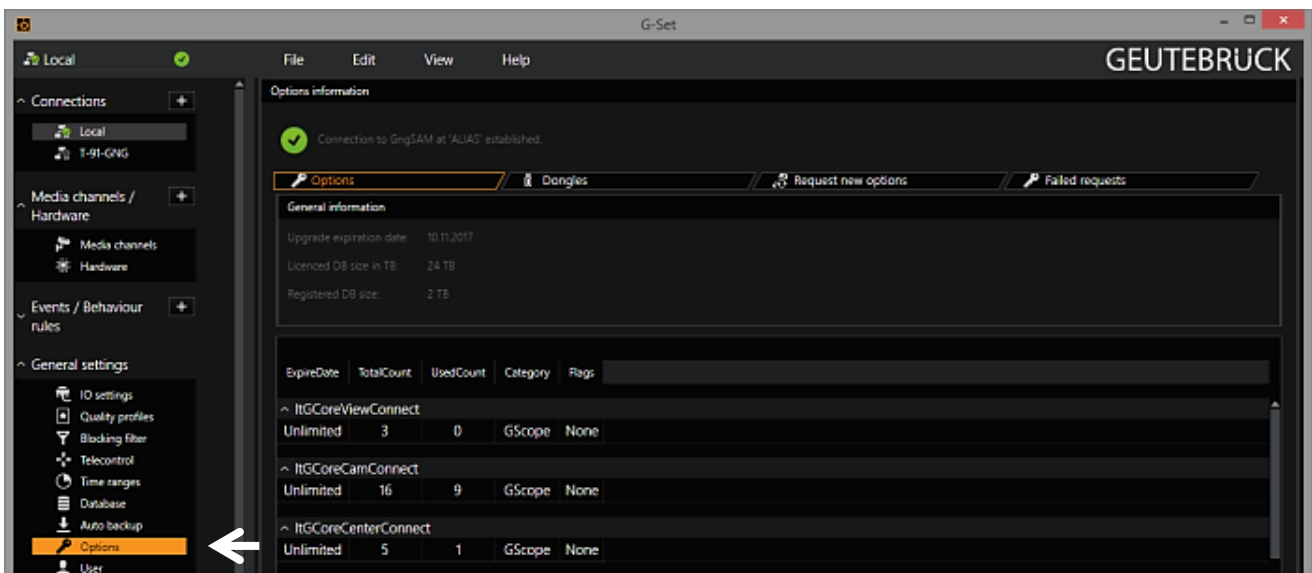 G-Set
Local
File Edit View Help
GEUTEBRÜCK
Connections
Local
T-91-GNG
Media channels /
Hardware
Media channels
Hardware
Events / Behaviour
rules
General settings
IO settings
Quality profiles
Blocking filter
Telecontrol
Time ranges
Database
Auto backup
Options
User
Options information
Connection to GngSAM at 'ALIAS' established.
Options Dongles Request new options Failed requests
General information
Upgrade expiration date: 10.11.2017
Licenced DB size in TB: 24 TB
Registered DB size: 2 TB
ExpireDate TotalCount UsedCount Category Flags
ItGCoreViewConnect
Unlimited 3 0 GScope None
ItGCoreCamConnect
Unlimited 16 9 GScope None
ItGCoreCenterConnect
Unlimited 5 1 GScope None